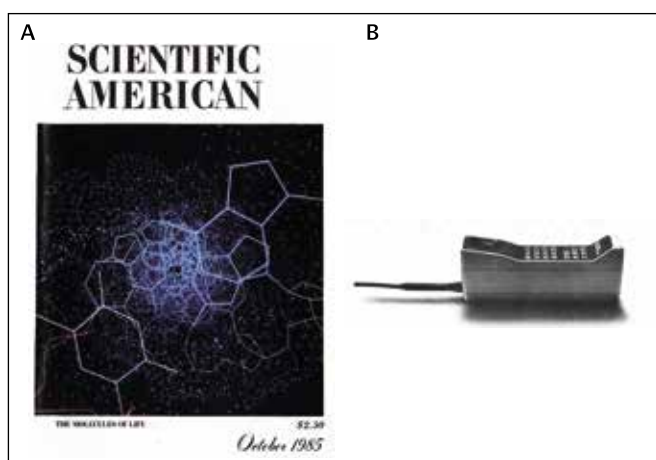 A
B
SCIENTIFIC
AMERICAN
THE MOLECULES OF LIFE
$2.50
October 1985